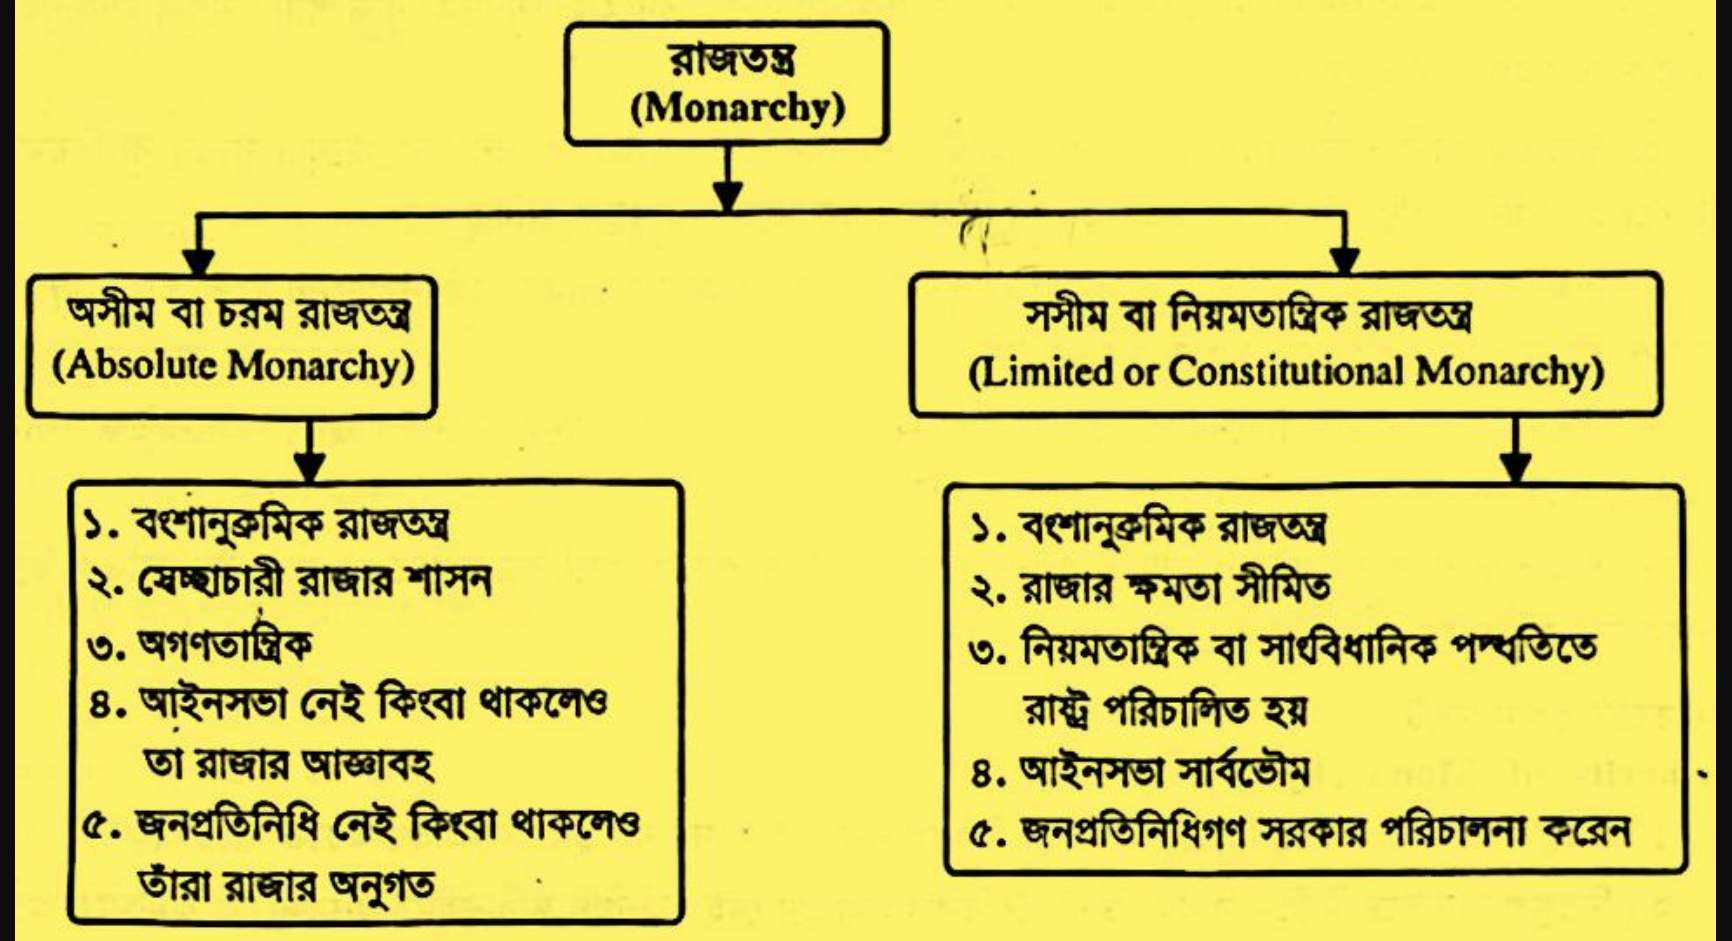 রাজতন্ত্র
(Monarchy)
অসীম বা চরম রাজতন্ত্র
(Absolute Monarchy)
১. বংশানুক্রমিক রাজতন্ত্র
২. স্বেচ্ছাচারী রাজার শাসন
৩. অগণতান্ত্রিক
৪. আইনসভা নেই কিংবা থাকলেও
তা রাজার আজ্ঞাবহ
৫. জনপ্রতিনিধি নেই কিংবা থাকলেও
তাঁরা রাজার অনুগত
সসীম বা নিয়মতান্ত্রিক রাজতন্ত্র
(Limited or Constitutional Monarchy)
১. বংশানুক্রমিক রাজতন্ত্র
২. রাজার ক্ষমতা সীমিত
৩. নিয়মতান্ত্রিক বা সাংবিধানিক পদ্ধতিতে
রাষ্ট্র পরিচালিত হয়
৪. আইনসভা সার্বভৌম
৫. জনপ্রতিনিধিগণ সরকার পরিচালনা করেন